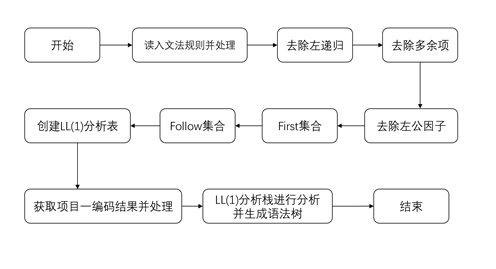 开始
读入文法规则并处理
去除左递归
去除多余项
去除左公因子
First集合
Follow集合
创建LL(1)分析表
获取项目一编码结果并处理
LL(1)分析栈进行分析
并生成语法树
结束